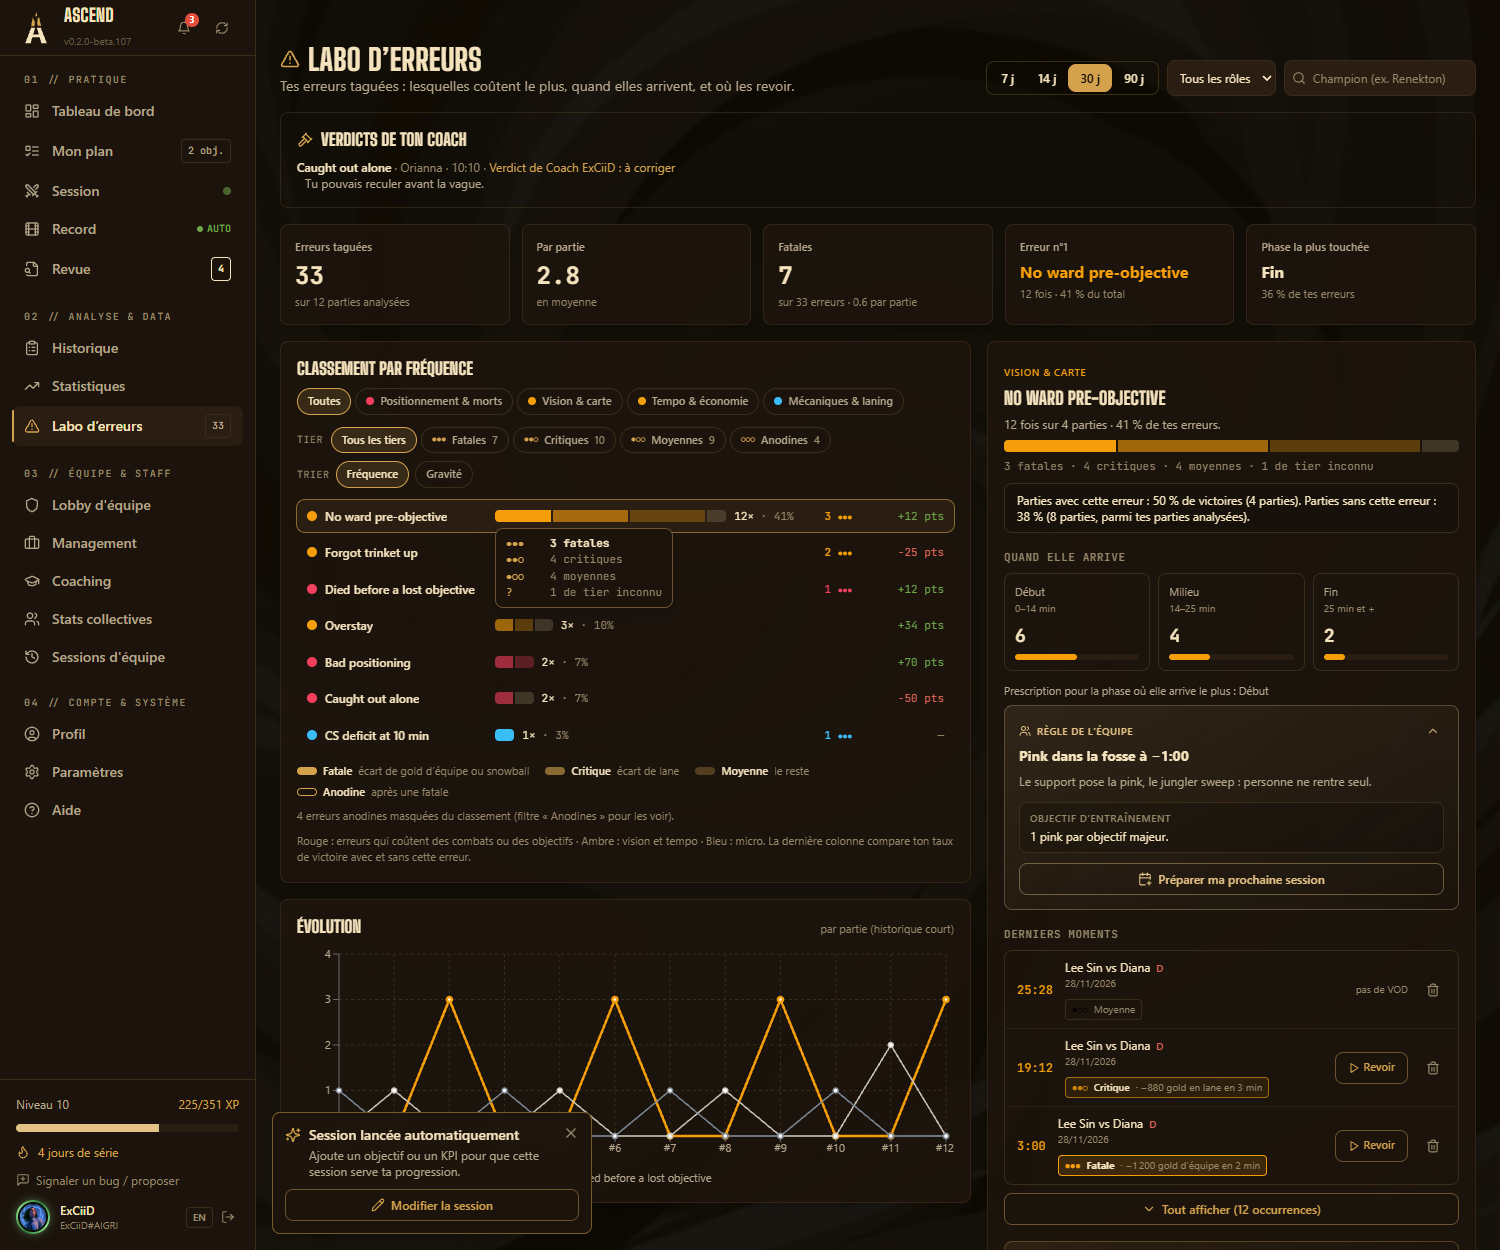 ASCEND
v0.2.0-beta.107
3
01 // PRATIQUE
Tableau de bord
Mon plan
2 obj.
Session
Record
AUTO
Revue
4
02 // ANALYSE & DATA
Historique
Statistiques
Labo d'erreurs
33
03 // ÉQUIPE & STAFF
Lobby d'équipe
Management
Coaching
Stats collectives
Sessions d'équipe
04 // COMPTE & SYSTÈME
Profil
Paramètres
Aide
Niveau 10
225/351 XP
4 jours de série
Signaler un bug / proposer
ExCiiD
ExCiiD#AIGRI
EN
LABO D'ERREURS
Tes erreurs taguées : lesquelles coûtent le plus, quand elles arrivent, et où les revoir.
7 j
14 j
30 j
90 j
Tous les rôles
Champion (ex. Renekton)
VERDICTS DE TON COACH
Caught out alone · Orianna · 10:10 · Verdict de Coach ExCiiD : à corriger
Tu pouvais reculer avant la vague.
Erreurs taguées
33
sur 12 parties analysées
Par partie
2.8
en moyenne
Fatales
7
sur 33 erreurs · 0.6 par partie
Erreur n°1
No ward pre-objective
12 fois · 41 % du total
Phase la plus touchée
Fin
36 % de tes erreurs
CLASSEMENT PAR FRÉQUENCE
Toutes
Positionnement & morts
Vision & carte
Tempo & économie
Mécaniques & laning
TIER
Tous les tiers
Fatales 7
Critiques 10
Moyennes 9
Anodines 4
TRIER
Fréquence
Gravité
No ward pre-objective
12× · 41%
3
+12 pts
Forgot trinket up
2
-25 pts
Died before a lost objective
1
+12 pts
3 fatales
4 critiques
4 moyennes
? 1 de tier inconnu
Overstay
3× · 10%
+34 pts
Bad positioning
2× · 7%
+70 pts
Caught out alone
2× · 7%
-50 pts
CS deficit at 10 min
1× · 3%
1
—
Fatale écart de gold d'équipe ou snowball
Critique écart de lane
Moyenne le reste
Anodine après une fatale
4 erreurs anodines masquées du classement (filtre « Anodines » pour les voir).
Rouge : erreurs qui coûtent des combats ou des objectifs · Ambre : vision et tempo · Bleu : micro. La dernière colonne compare ton taux
de victoire avec et sans cette erreur.
ÉVOLUTION
par partie (historique court)
4
3
2
1
#6
#7
#8
#9
#10
#11
#12
ed before a lost objective
Session lancée automatiquement
Ajoute un objectif ou un KPI pour que cette
session serve ta progression.
Modifier la session
VISION & CARTE
NO WARD PRE-OBJECTIVE
12 fois sur 4 parties · 41 % de tes erreurs.
3 fatales · 4 critiques · 4 moyennes · 1 de tier inconnu
Parties avec cette erreur : 50 % de victoires (4 parties). Parties sans cette erreur :
38 % (8 parties, parmi tes parties analysées).
QUAND ELLE ARRIVE
Début
0–14 min
6
Milieu
14–25 min
4
Fin
25 min et +
2
Prescription pour la phase où elle arrive le plus : Début
RÈGLE DE L'ÉQUIPE
Pink dans la fosse à −1:00
Le support pose la pink, le jungler sweep : personne ne rentre seul.
OBJECTIF D'ENTRAÎNEMENT
1 pink par objectif majeur.
Préparer ma prochaine session
DERNIERS MOMENTS
25:28
Lee Sin vs Diana D
28/11/2026
Moyenne
pas de VOD
19:12
Lee Sin vs Diana D
28/11/2026
Critique · −880 gold en lane en 3 min
Revoir
3:00
Lee Sin vs Diana D
28/11/2026
Fatale · −1200 gold d'équipe en 2 min
Revoir
Tout afficher (12 occurrences)